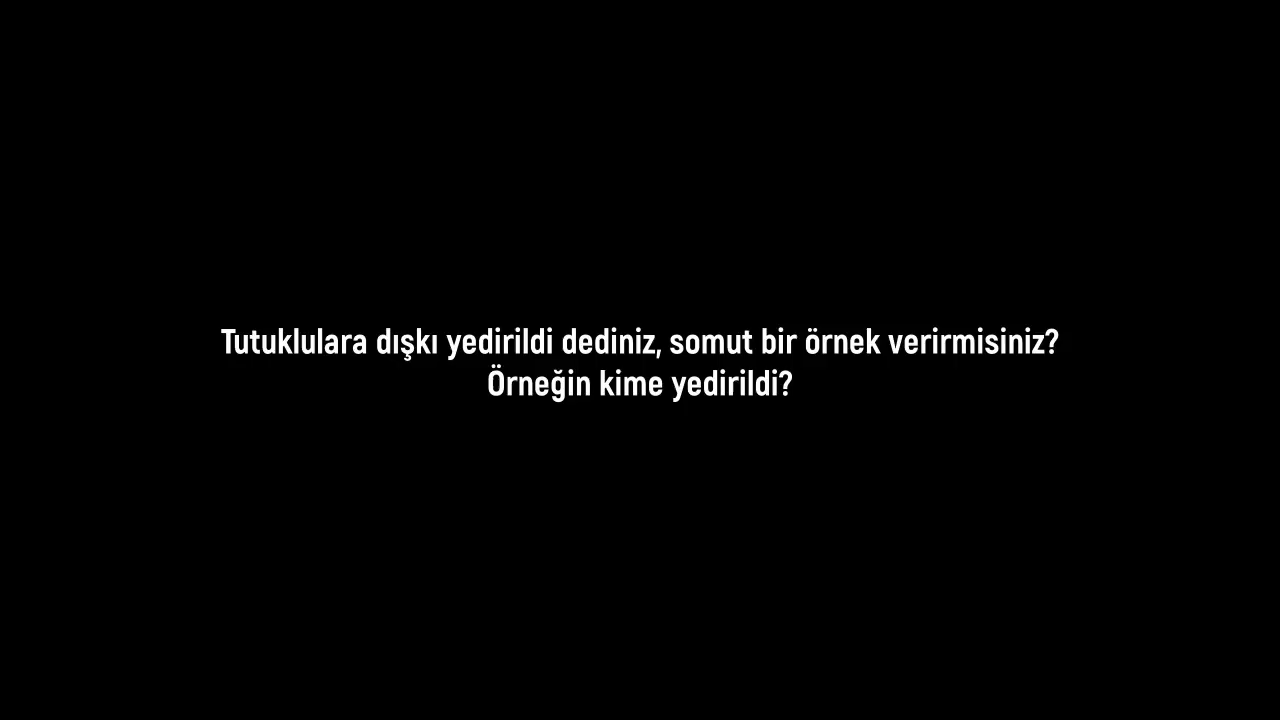 Tutuklulara dışkı yedirildi dediniz, somut bir örnek verirmisiniz?
Örneğin kime yedirildi?